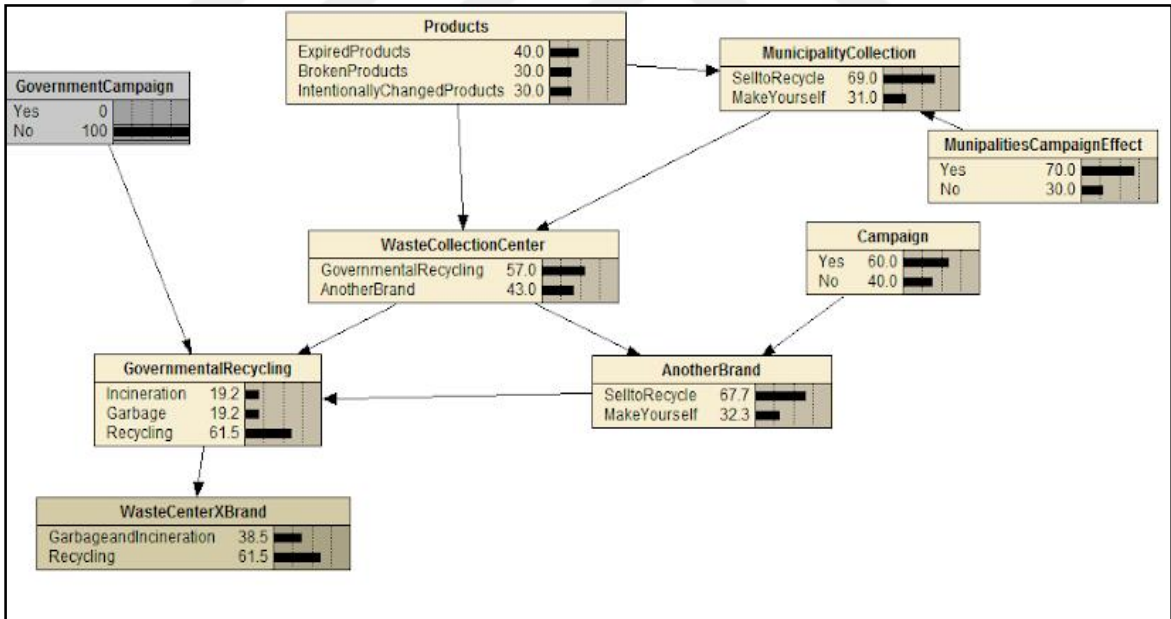 Products
ExpiredProducts 40.0
BrokenProducts 30.0
IntentionallyChangedProducts 30.0
MunicipalityCollection
SelltoRecycle 69.0
MakeYourself 31.0
GovernmentCampaign
Yes 0
No 100
MunipalitiesCampaignEffect
Yes 70.0
No 30.0
WasteCollectionCenter
GovernmentalRecycling 57.0
AnotherBrand 43.0
Campaign
Yes 60.0
No 40.0
GovernmentalRecycling
Incineration 19.2
Garbage 19.2
Recycling 61.5
AnotherBrand
SelltoRecycle 67.7
MakeYourself 32.3
WasteCenterXBrand
GarbageandIncineration 38.5
Recycling 61.5